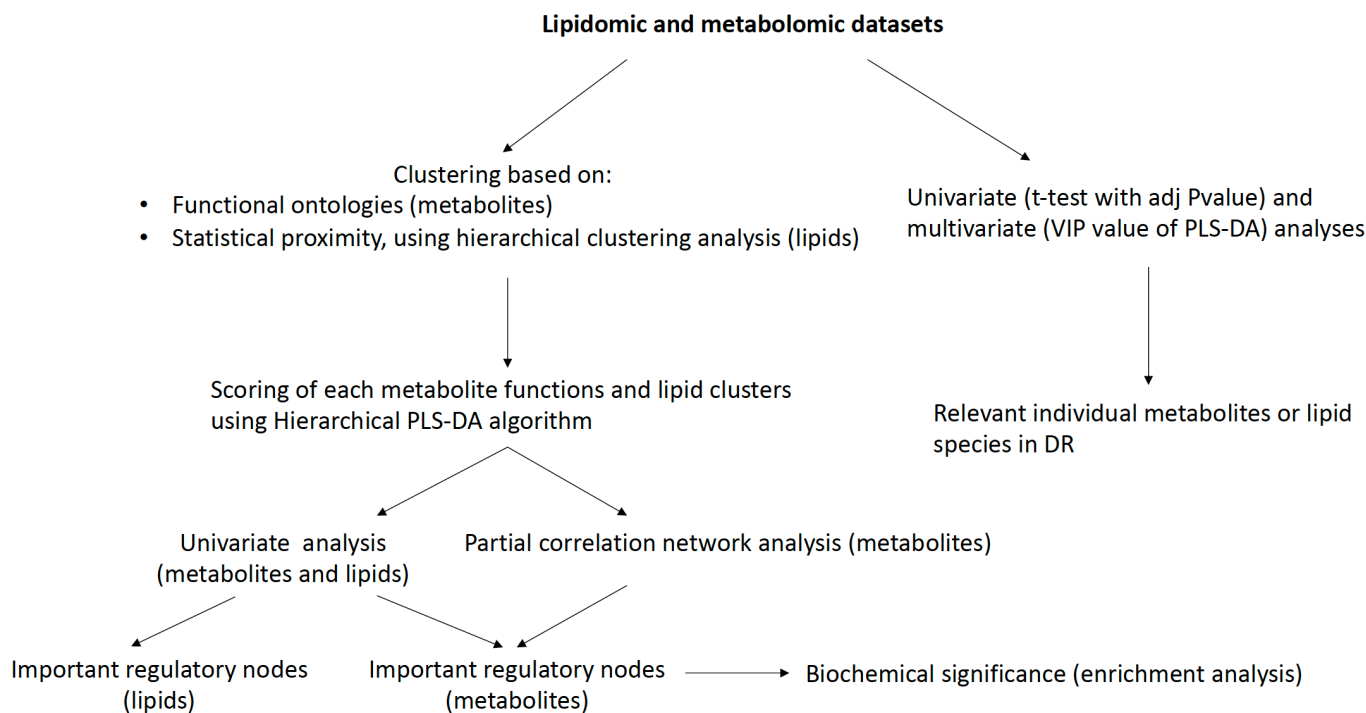 Lipidomic and metabolomic datasets
Clustering based on:
• Functional ontologies (metabolites)
• Statistical proximity, using hierarchical clustering analysis (lipids)
Univariate (t-test with adj Pvalue) and
multivariate (VIP value of PLS-DA) analyses
Scoring of each metabolite functions and lipid clusters
using Hierarchical PLS-DA algorithm
Relevant individual metabolites or lipid
species in DR
Univariate analysis
(metabolites and lipids)
Partial correlation network analysis (metabolites)
Important regulatory nodes
(lipids)
Important regulatory nodes
(metabolites)
Biochemical significance (enrichment analysis)